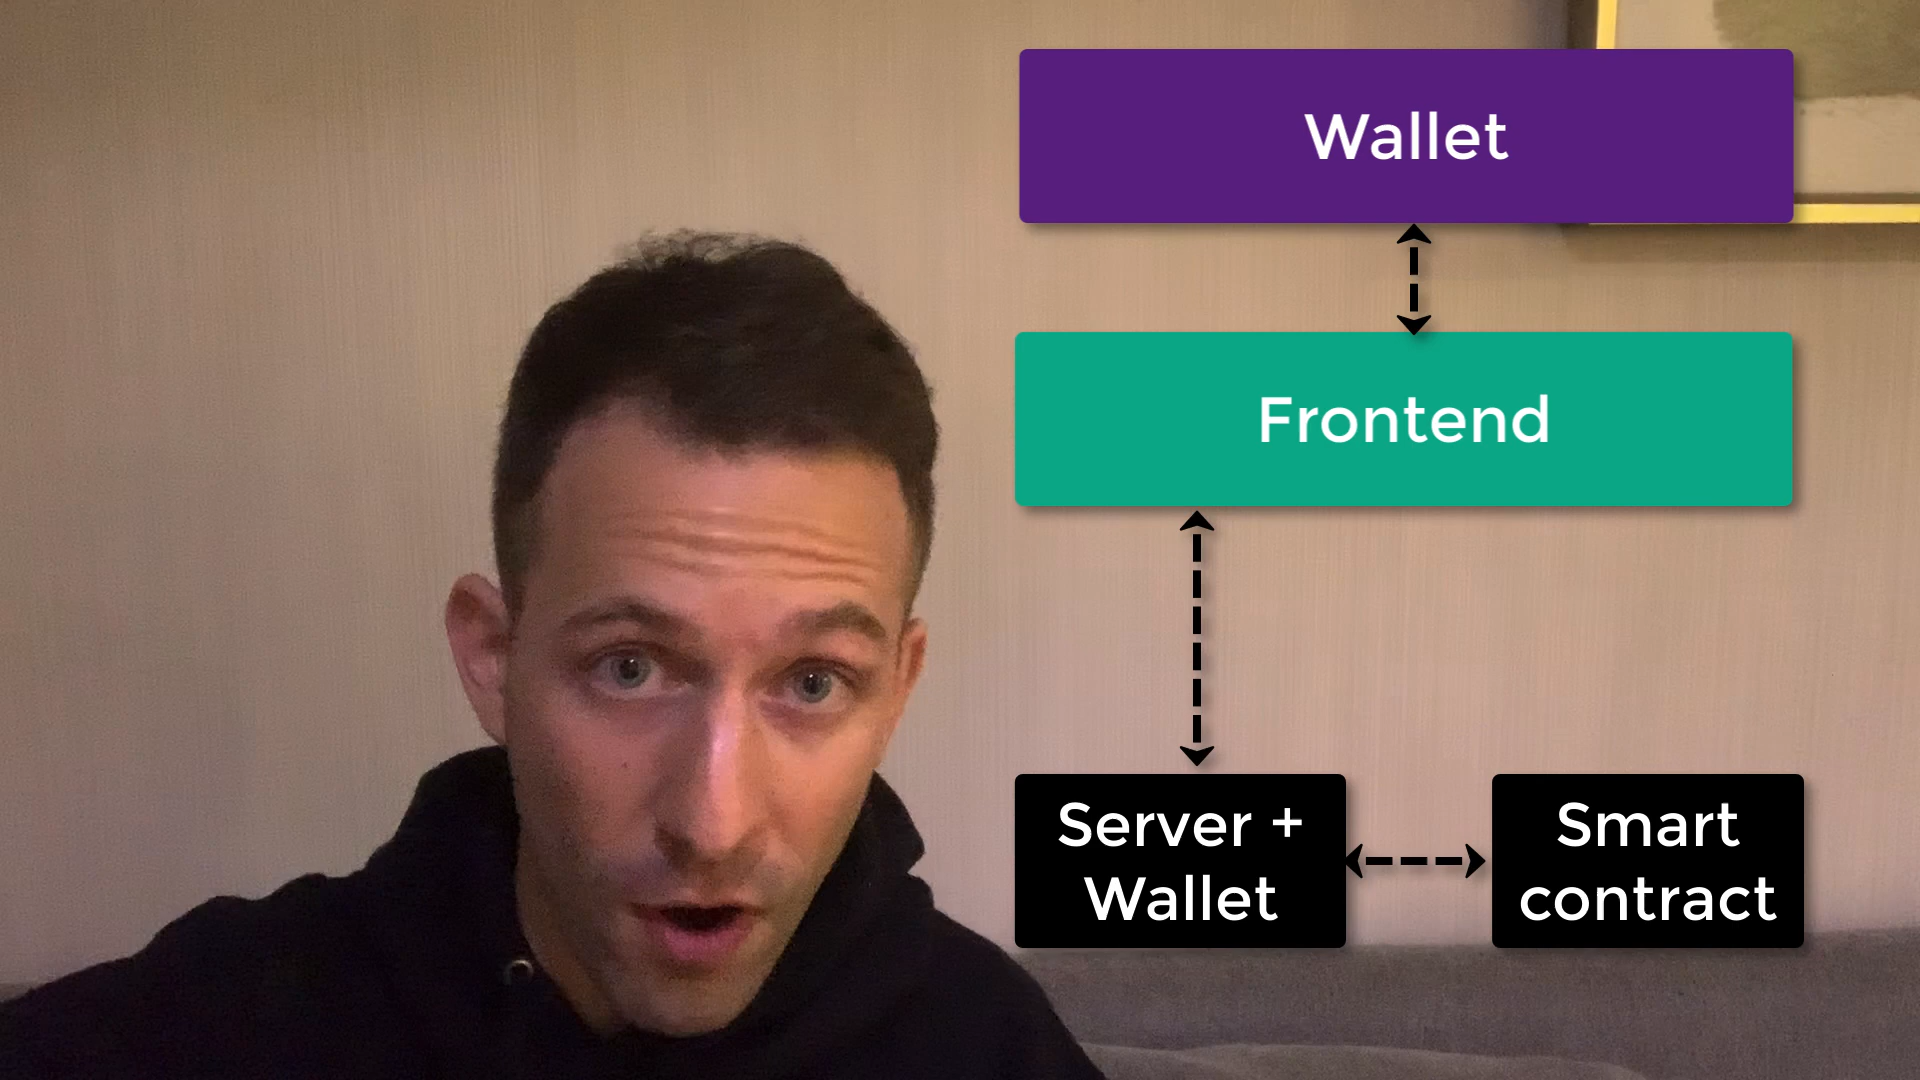 Wallet
Frontend
Server +
Wallet
Smart
contract